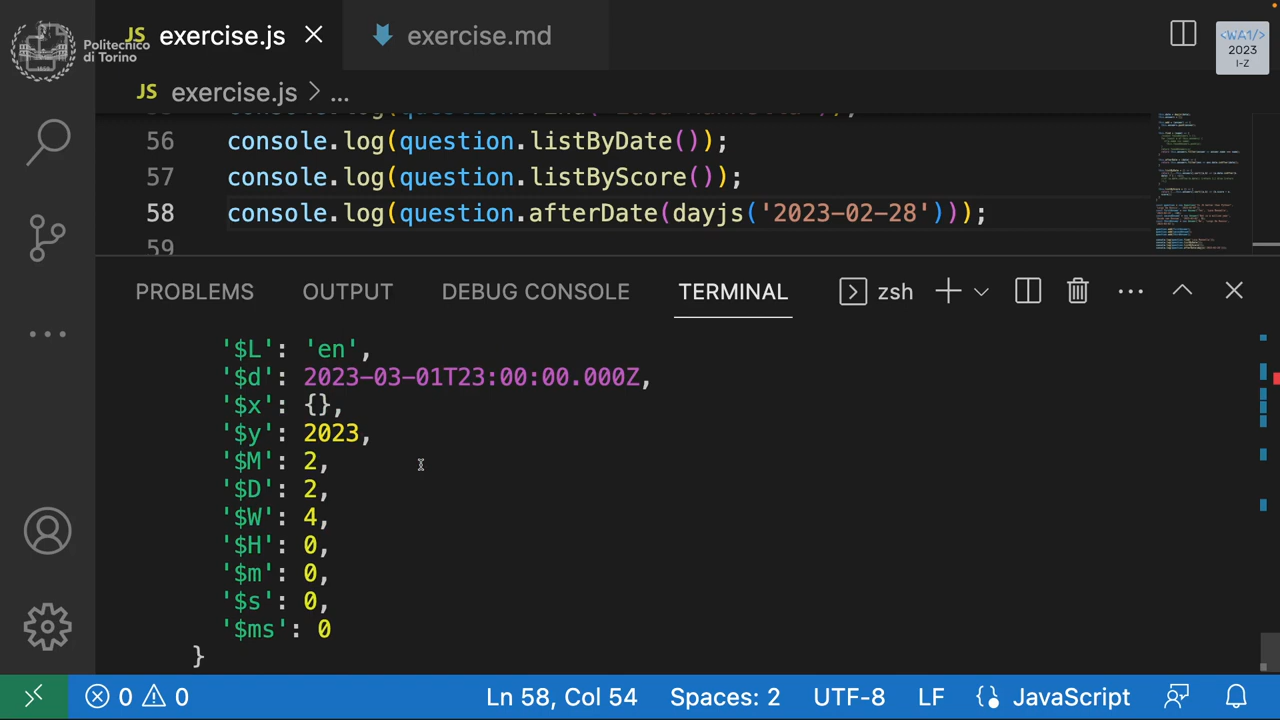 Politecnico
di Torino
JS exercise.js
exercise.md
<WA1/>
2023
I-Z
JS exercise.js > ...
56 console.log(question.listByDate());
57 console.log(question.listByScore());
58 console.log(question.afterDate(dayjs('2023-02-28')));
59
PROBLEMS OUTPUT DEBUG CONSOLE TERMINAL zsh
'$L': 'en',
'$d': 2023-03-01T23:00:00.000Z,
'$x': {},
'$y': 2023,
'$M': 2,
'$D': 2,
'$W': 4,
'$H': 0,
'$m': 0,
'$s': 0,
'$ms': 0
}
0 0 Ln 58, Col 54 Spaces: 2 UTF-8 LF JavaScript